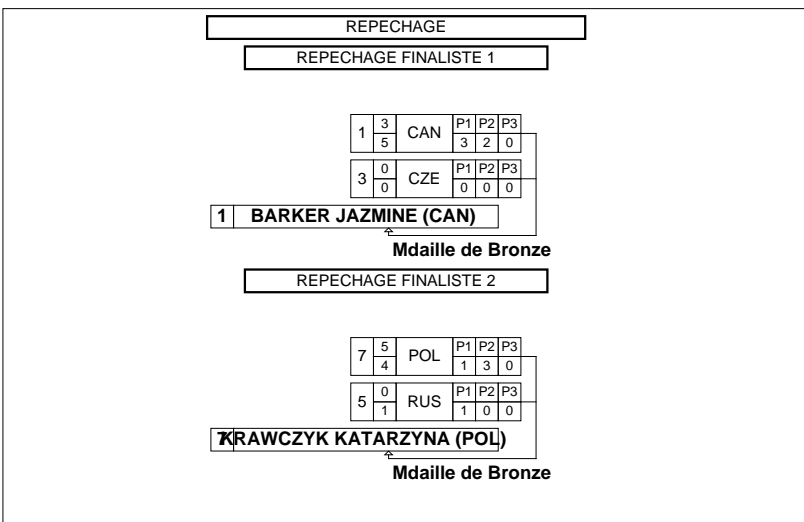 REPECHAGE
REPECHAGE FINALISTE 1
1 3 CAN P1 P2 P3
5 3 2 0
3 0 CZE P1 P2 P3
0 0 0 0
1 BARKER JAZMINE (CAN)
Mdaille de Bronze
REPECHAGE FINALISTE 2
7 5 POL P1 P2 P3
4 1 3 0
5 0 RUS P1 P2 P3
1 1 0 0
7 KRAWCZYK KATARZYNA (POL)
Mdaille de Bronze